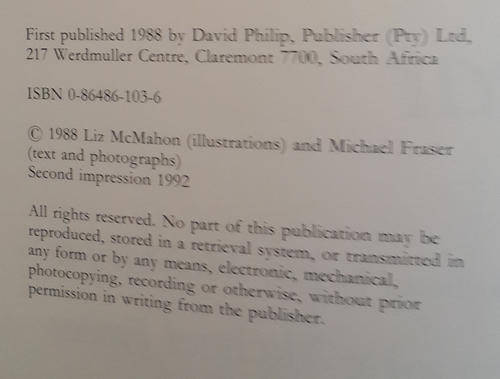 First published 1988 by David Philip, Publisher (Pty) Ltd,
217 Werdmuller Centre, Claremont 7700, South Africa
ISBN 0-86486-103-6
© 1988 Liz McMahon (illustrations) and Michael Fraser
(text and photographs)
Second impression 1992
All rights reserved. No part of this publication may be
reproduced, stored in a retrieval system, or transmitted in
any form or by any means, electronic, mechanical,
photocopying, recording or otherwise, without prior
permission in writing from the publisher.